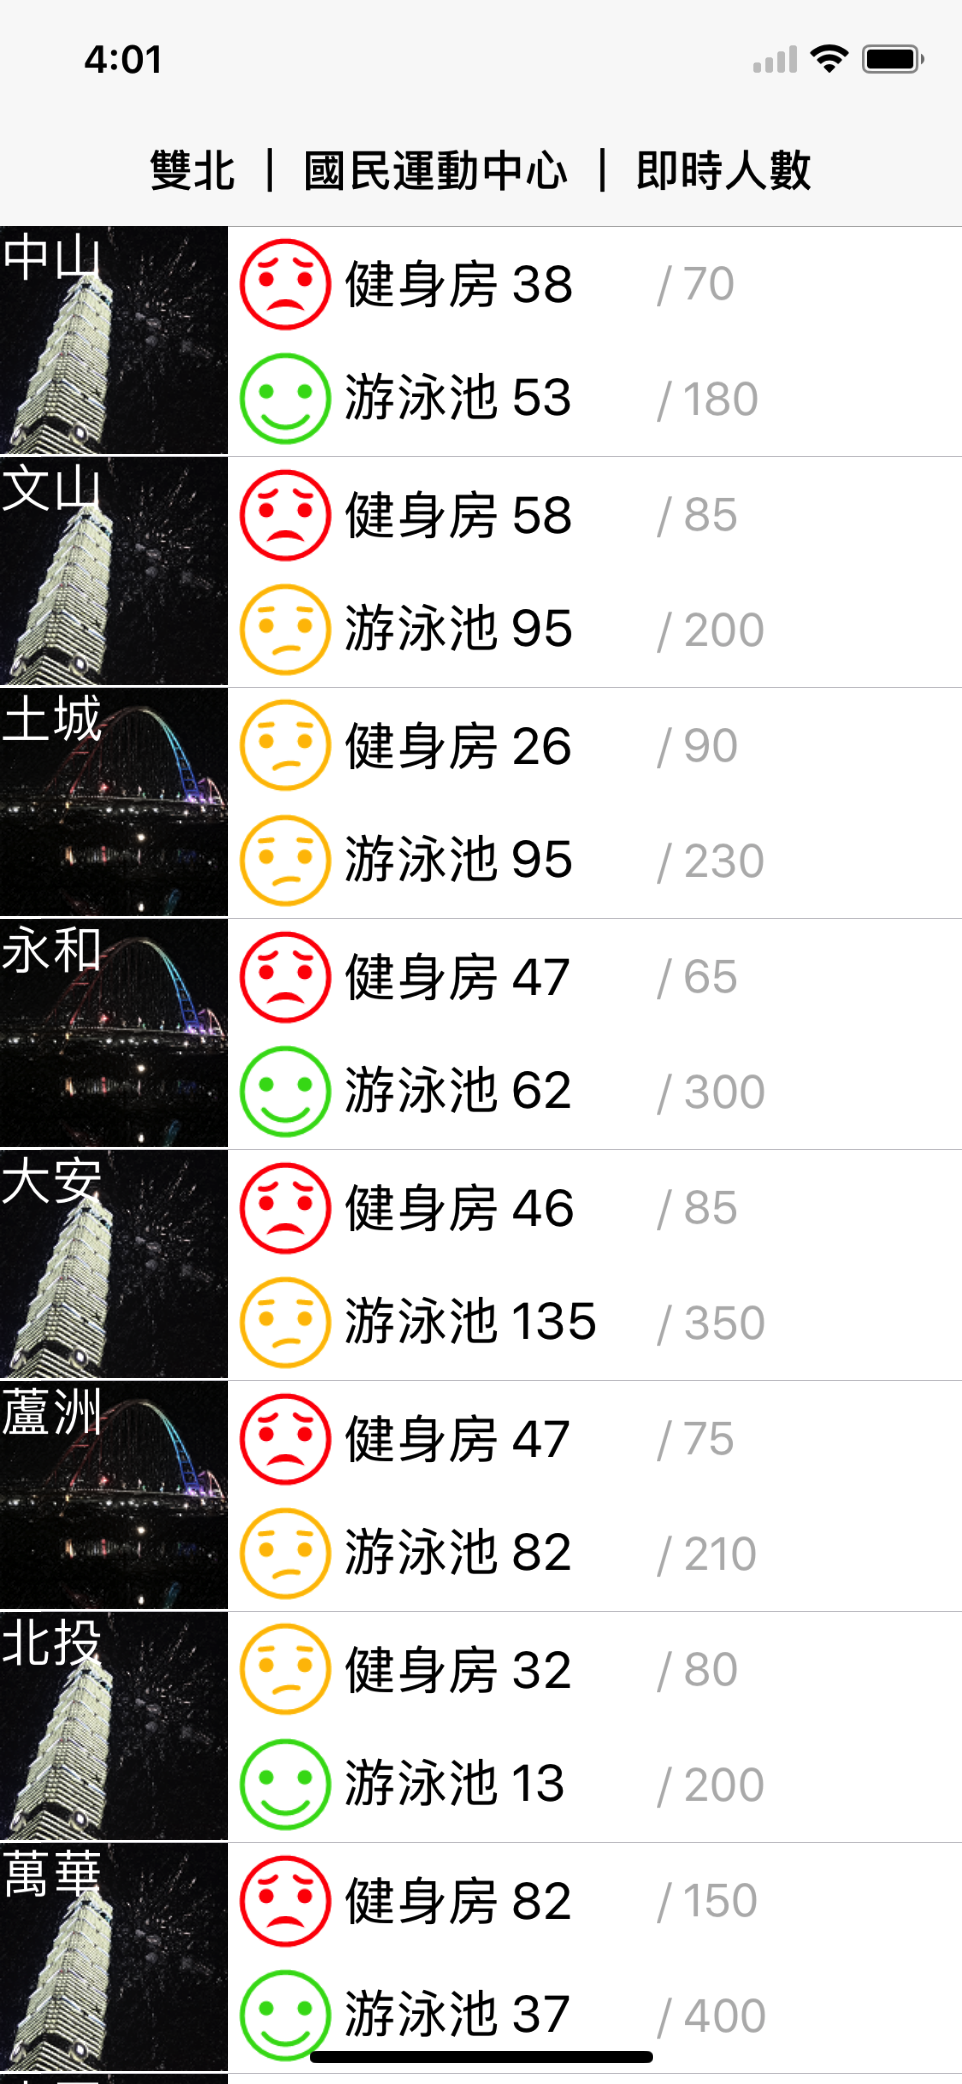 4:01
雙北 | 國民運動中心 | 即時人數
中山
健身房 38 / 70
游泳池 53 / 180
文山
健身房 58 / 85
游泳池 95 / 200
土城
健身房 26 / 90
游泳池 95 / 230
永和
健身房 47 / 65
游泳池 62 / 300
大安
健身房 46 / 85
游泳池 135 / 350
蘆洲
健身房 47 / 75
游泳池 82 / 210
北投
健身房 32 / 80
游泳池 13 / 200
萬華
健身房 82 / 150
游泳池 37 / 400